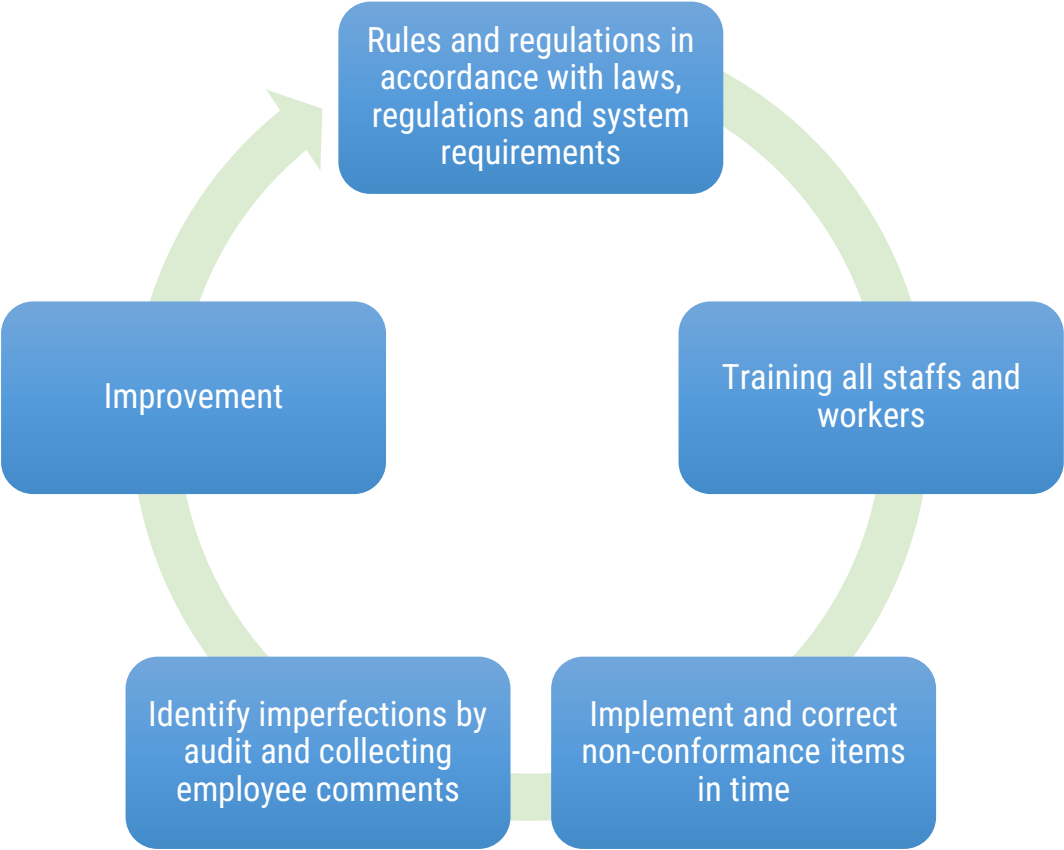 Rules and regulations in
accordance with laws,
regulations and system
requirements
Training all staffs and
workers
Implement and correct
non-conformance items
in time
Identify imperfections by
audit and collecting
employee comments
Improvement